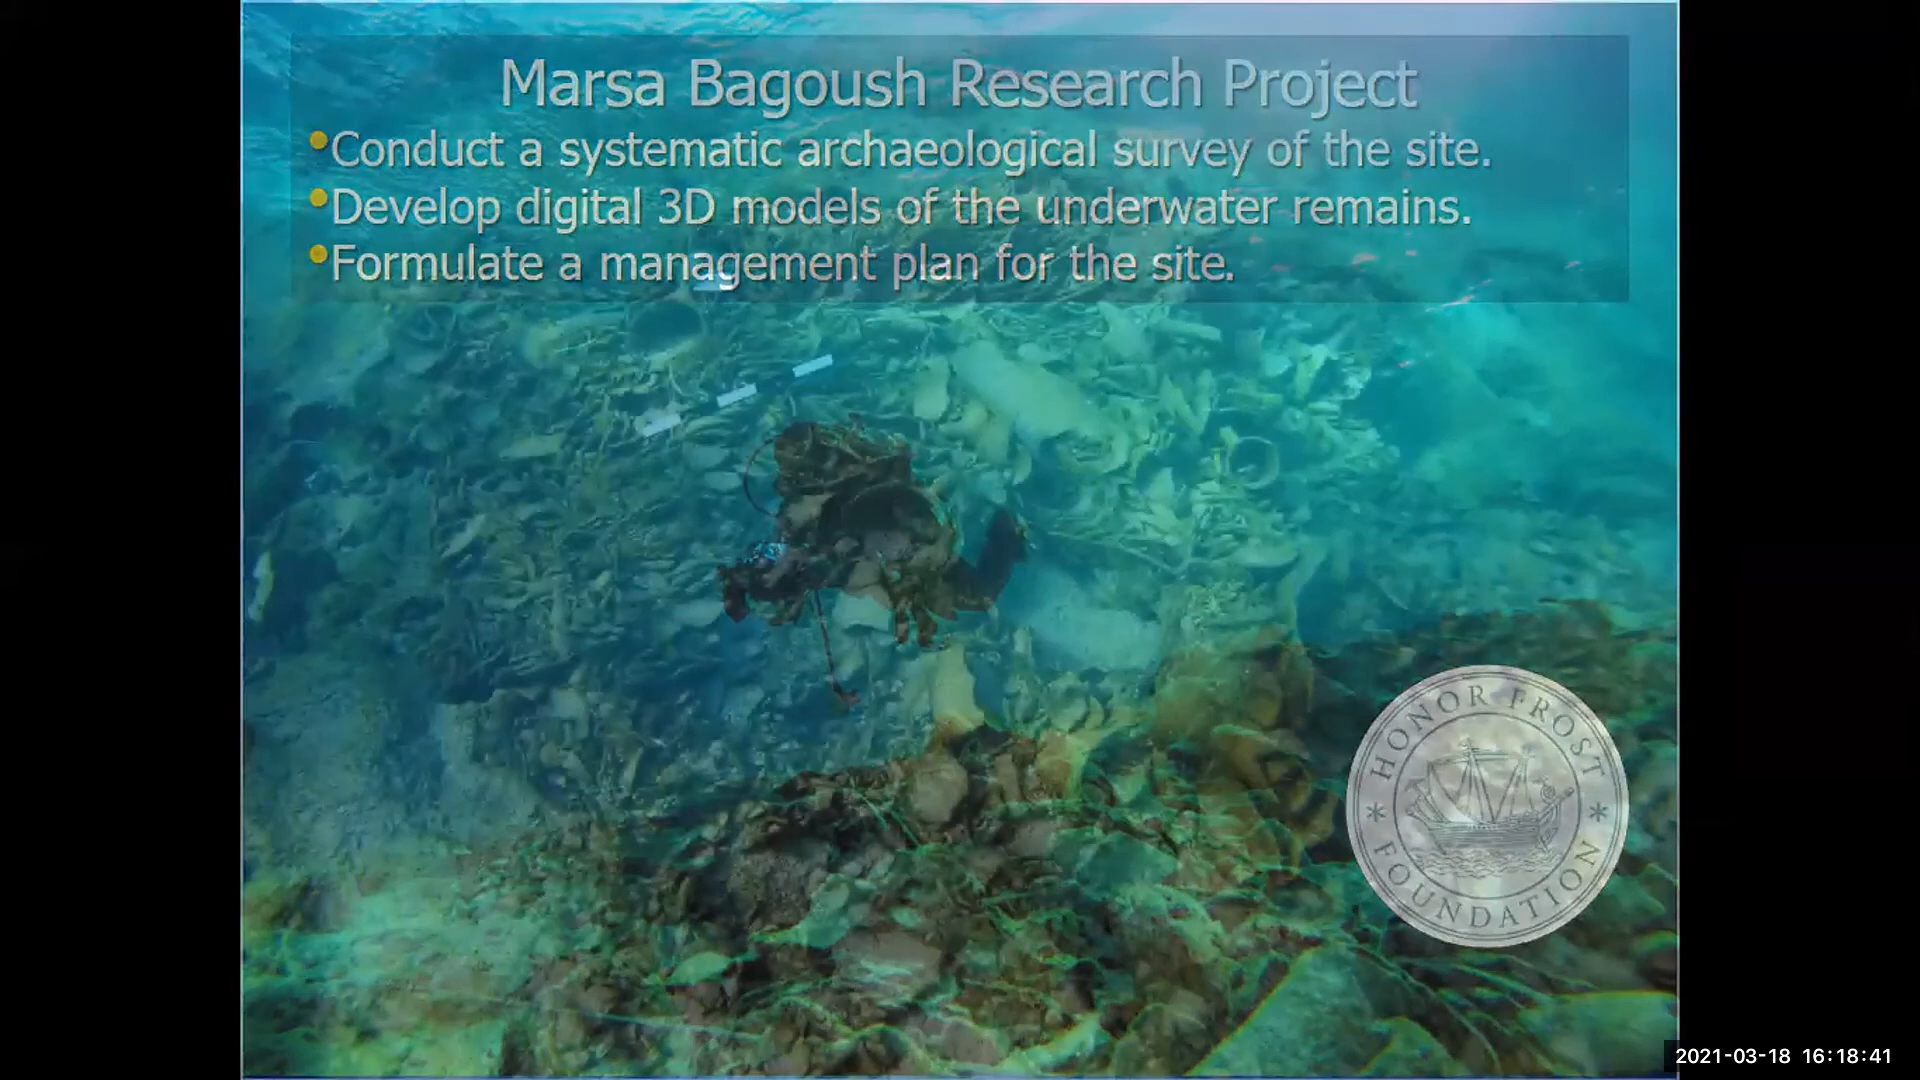 Marsa Bagoush Research Project
•Conduct a systematic archaeological survey of the site.
•Develop digital 3D models of the underwater remains.
•Formulate a management plan for the site.
HONOR FROST
* *
FOUNDATION
2021-03-18 16:18:41